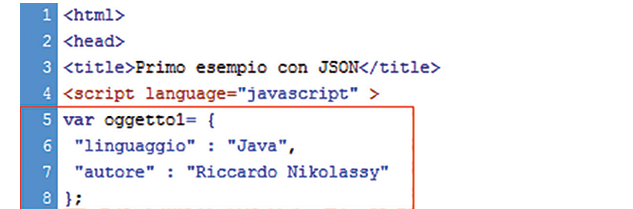 1 <html>
2 <head>
3 <title>Primo esempio con JSON</title>
4 <script language="javascript" >
5 var oggetto1= {
6 "linguaggio" : "Java",
7 "autore" : "Riccardo Nikolassy"
8 };